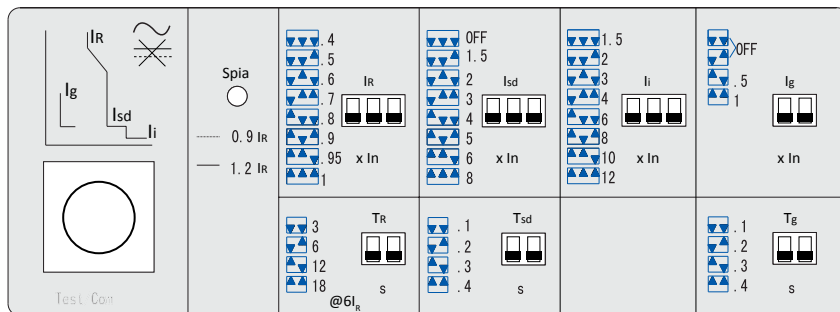 IR
Ig
Isd
Ii
Test/Com
Spia
0.9 IR
1.2 IR
.4
.5
.6
.7
.8
.9
.95
1
IR
x In
OFF
1.5
2
3
4
5
6
8
Isd
x In
1.5
2
3
4
6
8
10
12
Ii
x In
OFF
.5
1
Ig
x In
3
6
12
18
@6IR
TR
s
.1
.2
.3
.4
Tsd
s
.1
.2
.3
.4
Tg
s